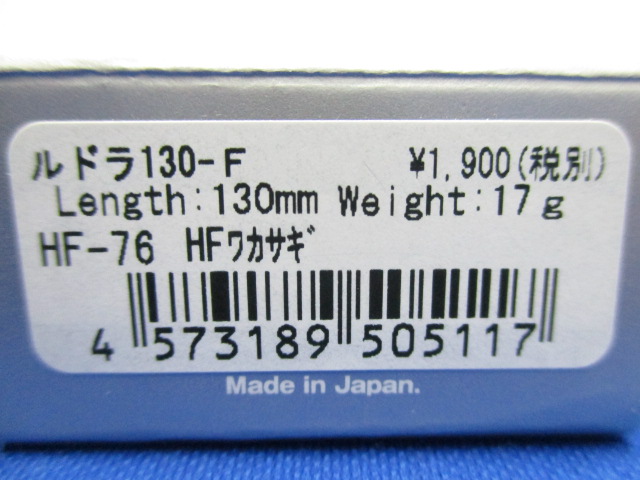 ルドラ130-F ¥1,900(税別)
Length:130mm Weight:17g
HF-76 HFワカサギ
4 573189 505117
Made in Japan.